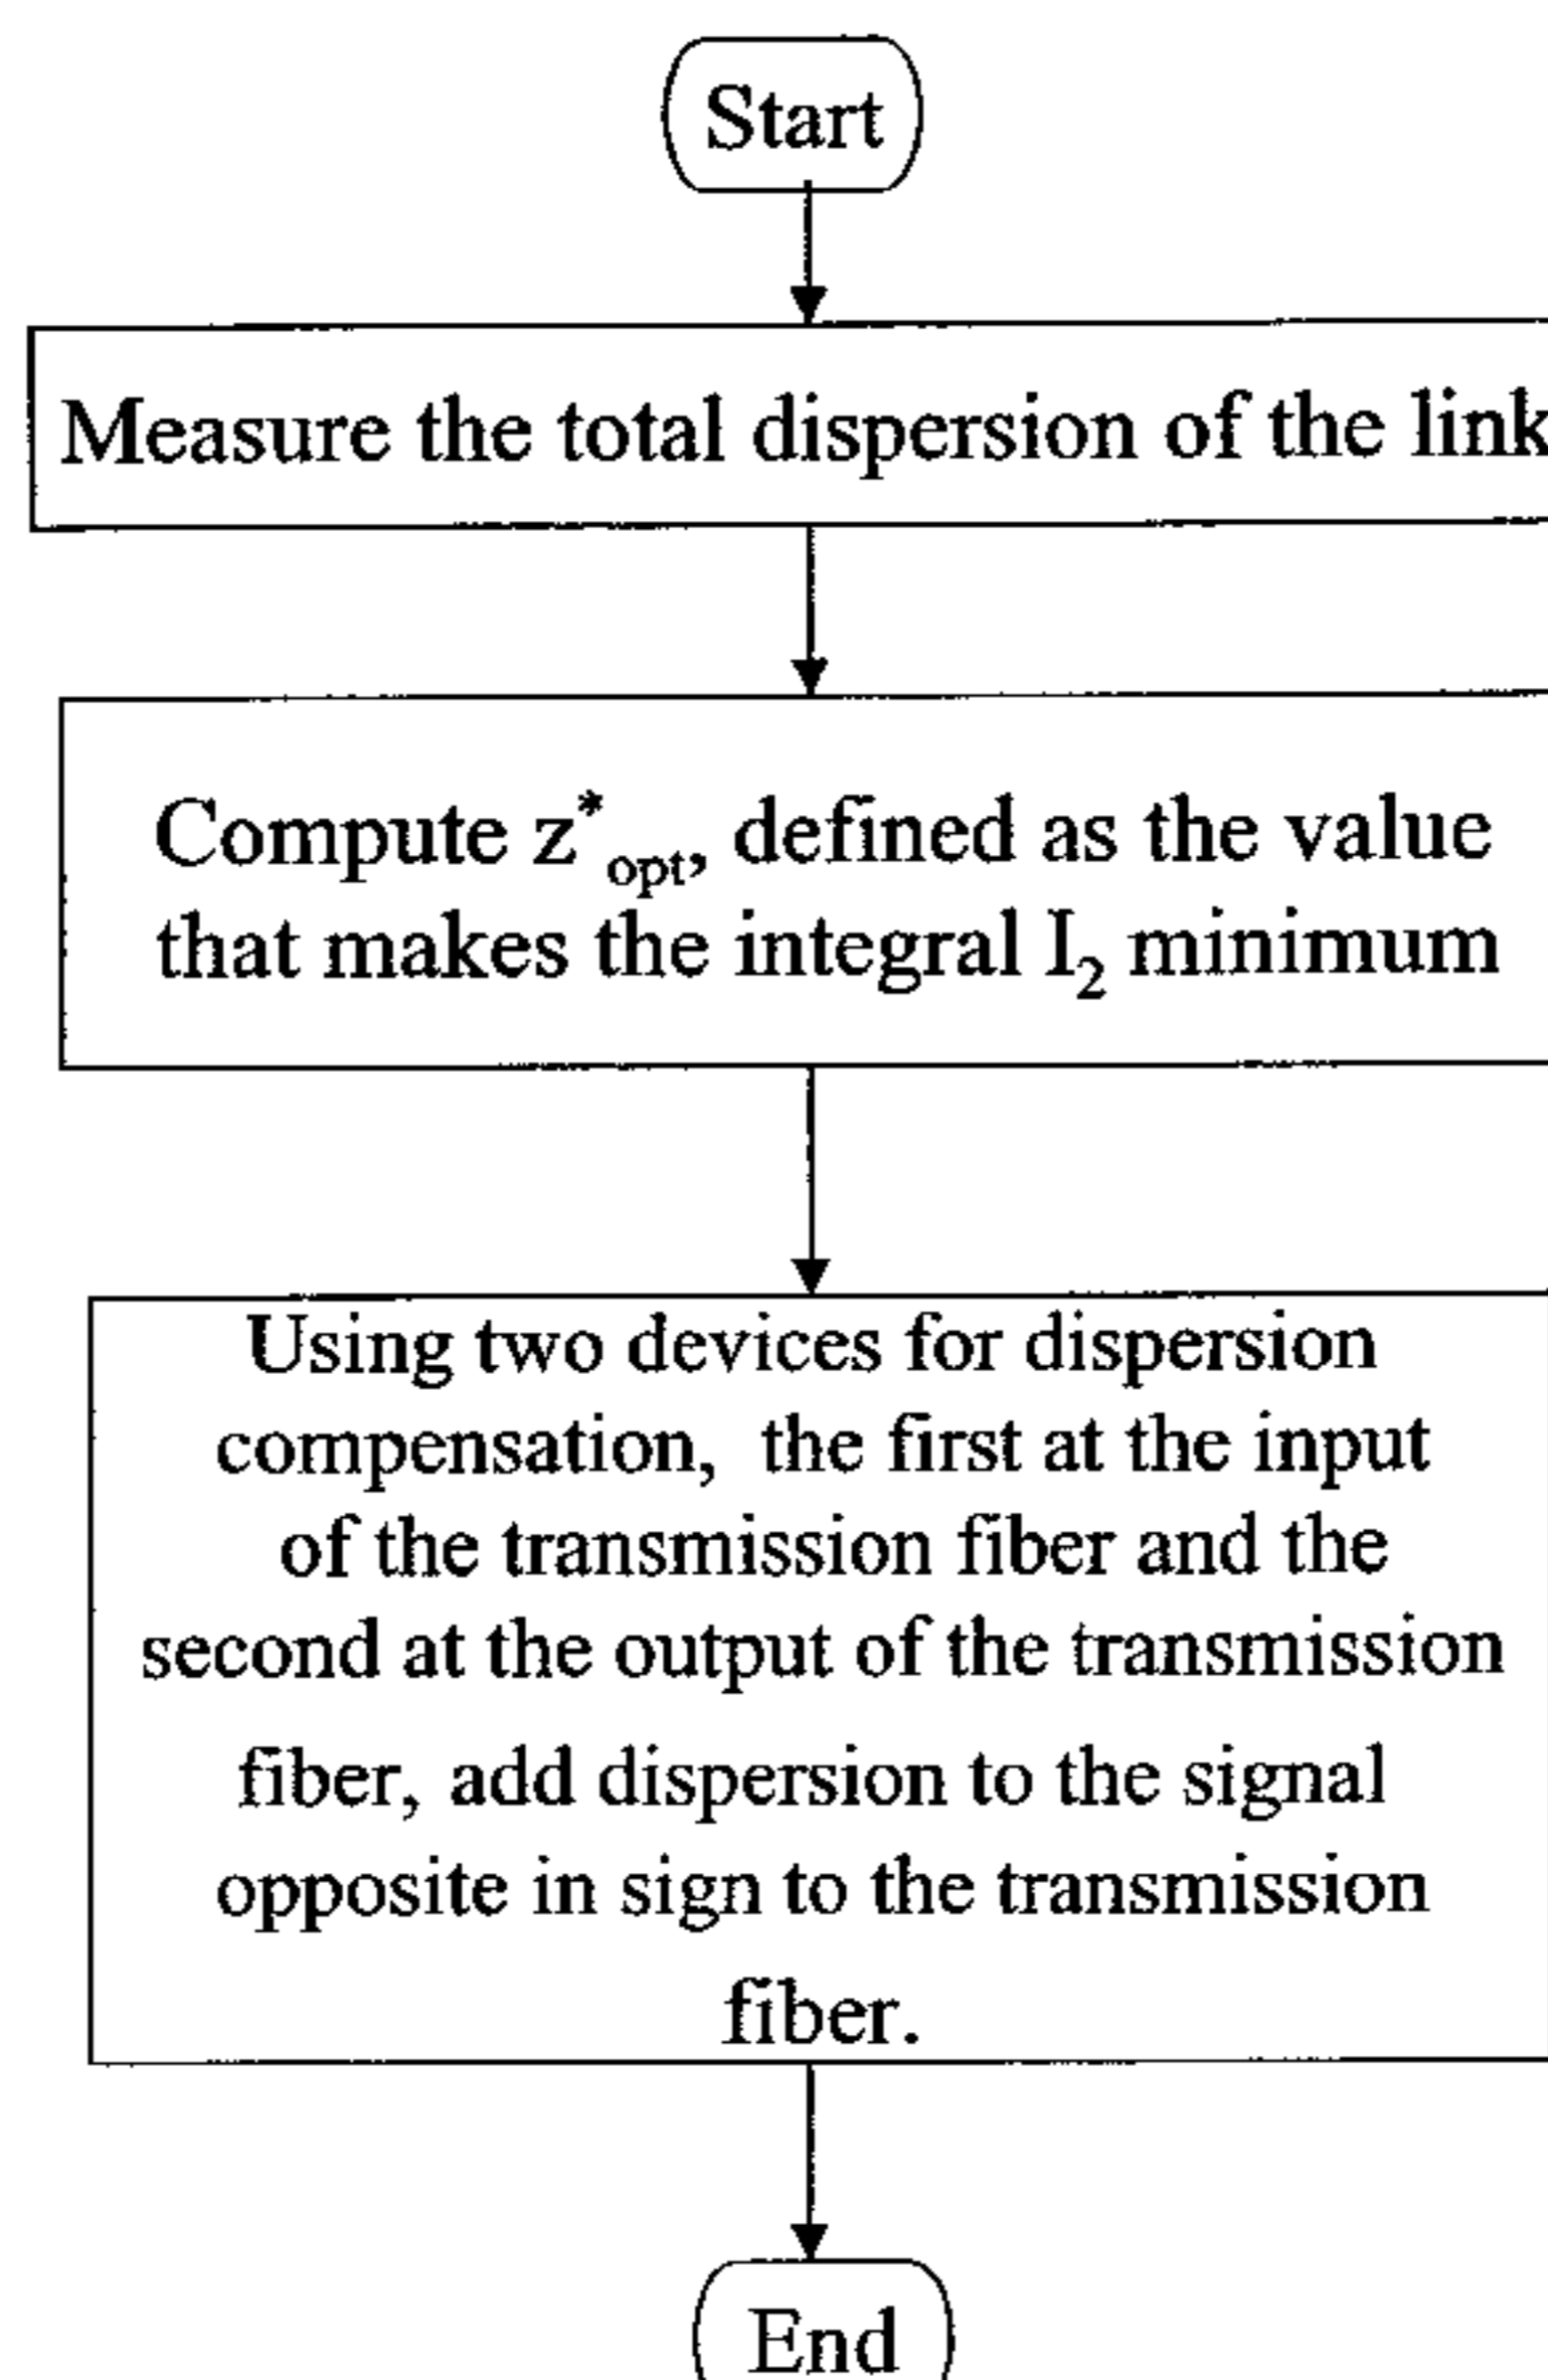 Start
Measure the total dispersion of the link
Compute z*opt, defined as the value
that makes the integral I2 minimum
Using two devices for dispersion
compensation, the first at the input
of the transmission fiber and the
second at the output of the transmission
fiber, add dispersion to the signal
opposite in sign to the transmission
fiber.
End